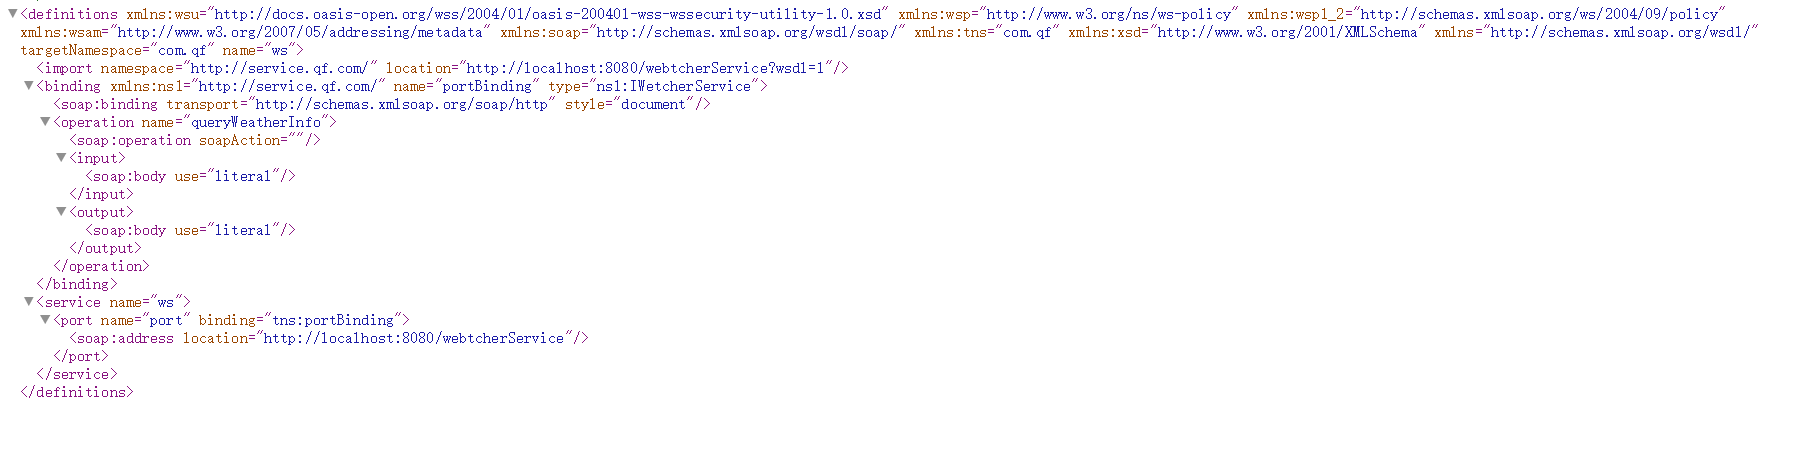 <definitions xmlns:wsu="http://docs.oasis-open.org/wss/2004/01/oasis-200401-wss-wssecurity-utility-1.0.xsd" xmlns:wsp="http://www.w3.org/ns/ws-policy" xmlns:wsp1_2="http://schemas.xmlsoap.org/ws/2004/09/policy"
xmlns:wsam="http://www.w3.org/2007/05/addressing/metadata" xmlns:soap="http://schemas.xmlsoap.org/wsdl/soap/" xmlns:tns="com.qf" xmlns:xsd="http://www.w3.org/2001/XMLSchema" xmlns="http://schemas.xmlsoap.org/wsdl/"
targetNamespace="com.qf" name="ws">
<import namespace="http://service.qf.com/" location="http://localhost:8080/webtcherService?wsdl=1"/>
<binding xmlns:ns1="http://service.qf.com/" name="portBinding" type="ns1:IWetcherService">
<soap:binding transport="http://schemas.xmlsoap.org/soap/http" style="document"/>
<operation name="queryWeatherInfo">
<soap:operation soapAction=""/>
<input>
<soap:body use="literal"/>
</input>
<output>
<soap:body use="literal"/>
</output>
</operation>
</binding>
<service name="ws">
<port name="port" binding="tns:portBinding">
<soap:address location="http://localhost:8080/webtcherService"/>
</port>
</service>
</definitions>